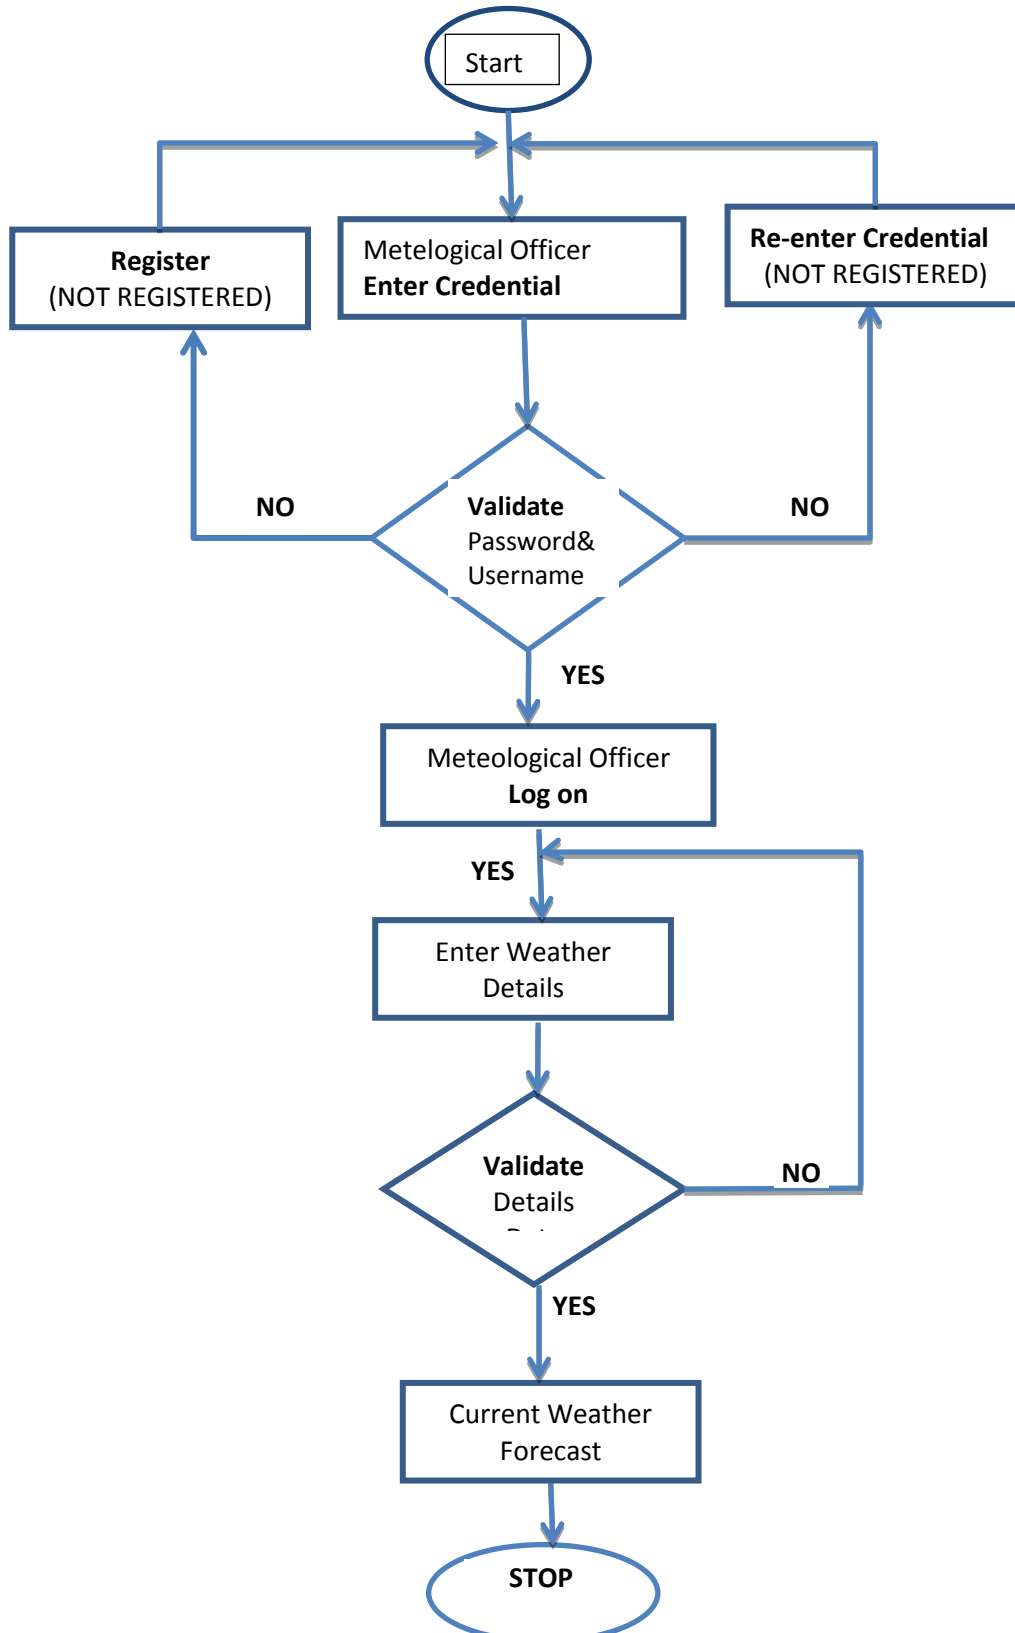 Start
Register
(NOT REGISTERED)
Metelogical Officer
Enter Credential
Re-enter Credential
(NOT REGISTERED)
NO
Validate
Password&
Username
NO
YES
Meteological Officer
Log on
YES
Enter Weather
Details
Validate
Details
NO
YES
Current Weather
Forecast
STOP